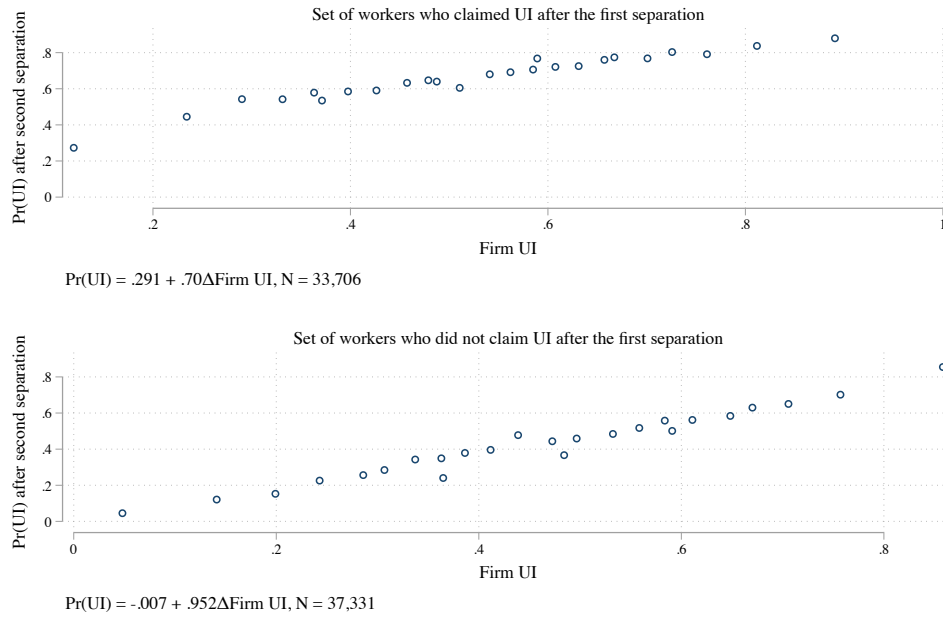 Set of workers who claimed UI after the first separation
Pr(UI) after second separation
.8
.6
.4
.2
0
.2 .4 .6 .8 1
Firm UI
Pr(UI) = .291 + .70ΔFirm UI, N = 33,706
Set of workers who did not claim UI after the first separation
Pr(UI) after second separation
.8
.6
.4
.2
0
0 .2 .4 .6 .8
Firm UI
Pr(UI) = -.007 + .952ΔFirm UI, N = 37,331